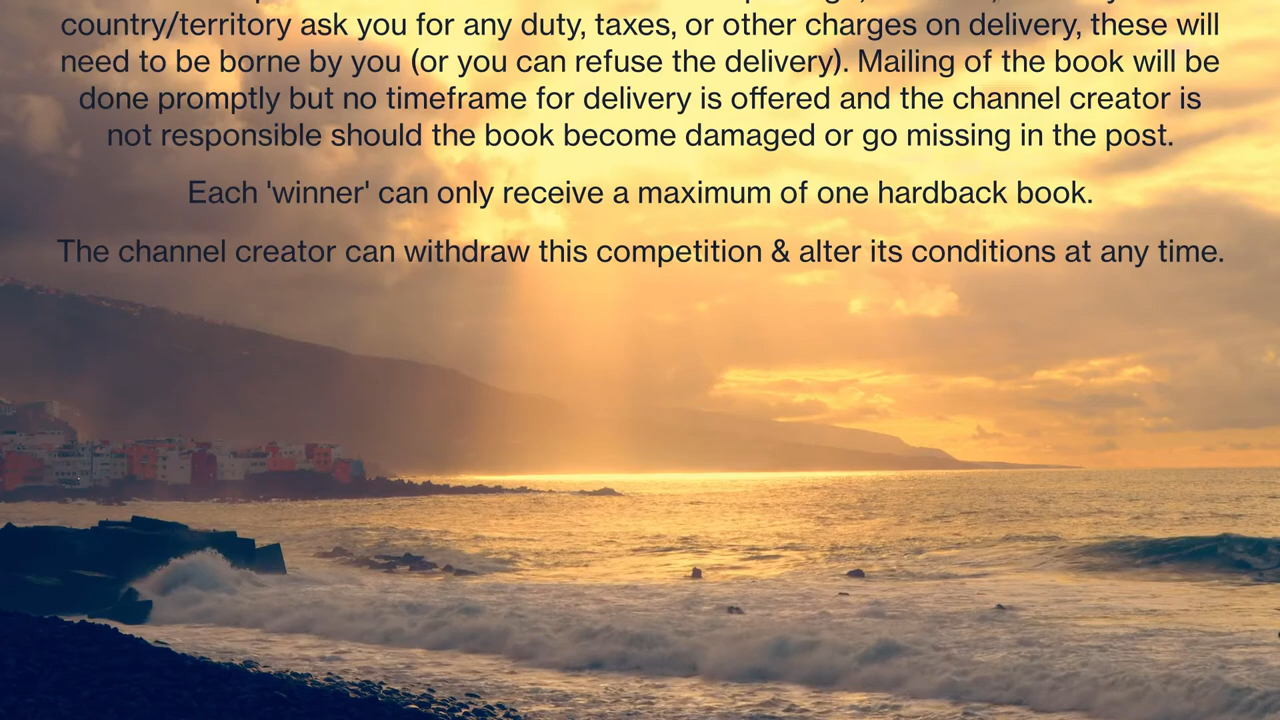 country/territory ask you for any duty, taxes, or other charges on delivery, these will
need to be borne by you (or you can refuse the delivery). Mailing of the book will be
done promptly but no timeframe for delivery is offered and the channel creator is
not responsible should the book become damaged or go missing in the post.
Each 'winner' can only receive a maximum of one hardback book.
The channel creator can withdraw this competition & alter its conditions at any time.